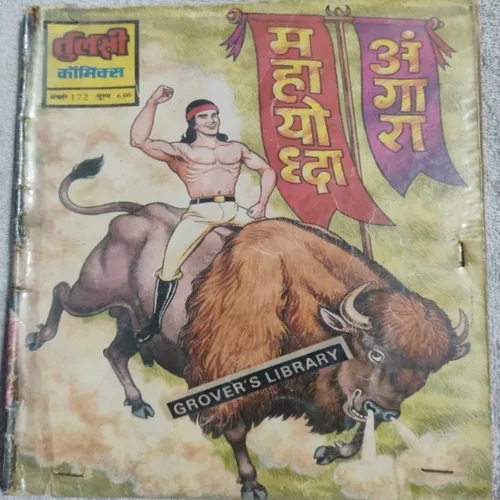 तुलसी
कॉमिक्स
संख्या 172 मूल्य 6.00
महायोध्दा
अंगारा
GROVER'S LIBRARY